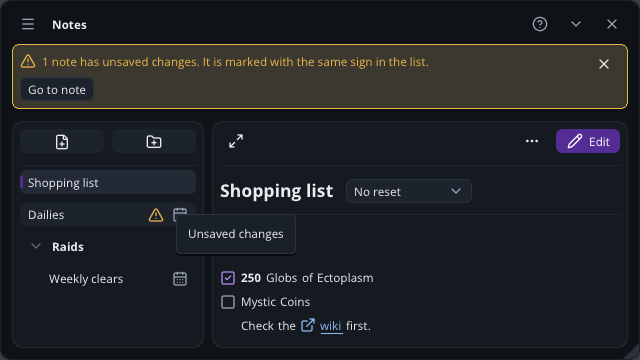 Notes
1 note has unsaved changes. It is marked with the same sign in the list.
Go to note
Edit
Shopping list
Shopping list
No reset
Dailies
Unsaved changes
Raids
Weekly clears
250 Globs of Ectoplasm
Mystic Coins
Check the wiki first.